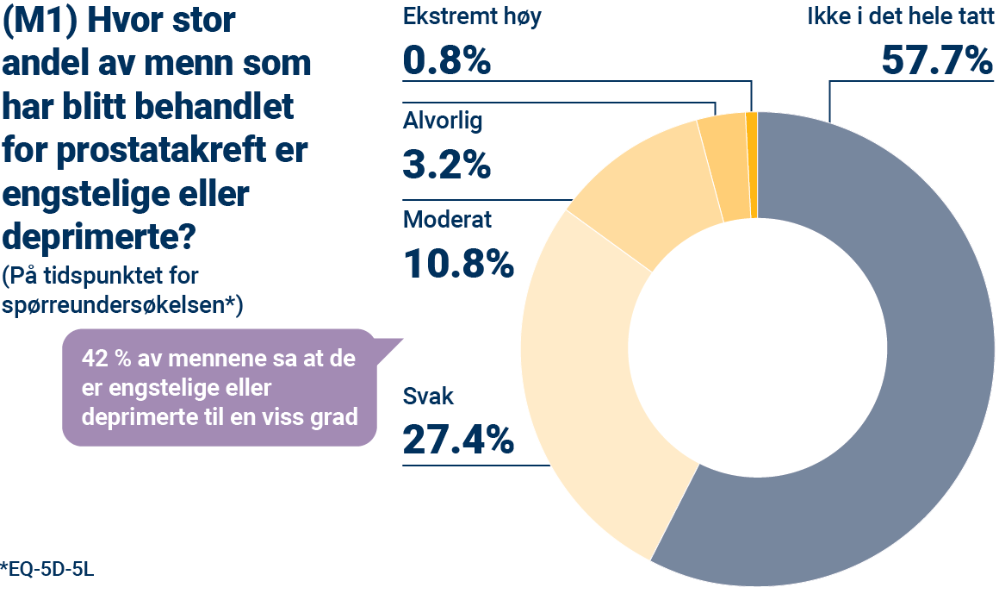 (M1) Hvor stor
andel av menn som
har blitt behandlet
for prostatakreft er
engstelige eller
deprimerte?
(På tidspunktet for
spørreundersøkelsen*)
42 % av mennene sa at de
er engstelige eller
deprimerte til en viss grad
Ekstremt høy
0.8%
Alvorlig
3.2%
Moderat
10.8%
Svak
27.4%
Ikke i det hele tatt
57.7%
*EQ-5D-5L